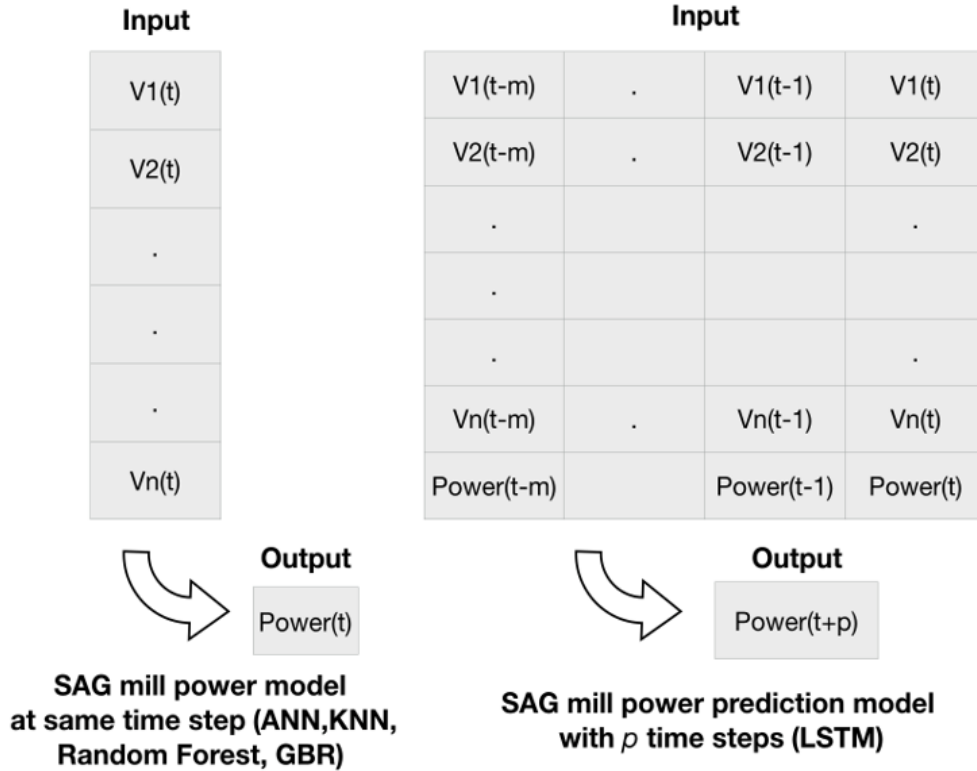 Input
V1(t)
V2(t)
.
.
.
Vn(t)
Output
Power(t)
SAG mill power model
at same time step (ANN,KNN,
Random Forest, GBR)
Input
V1(t-m) . V1(t-1) V1(t)
V2(t-m) . V2(t-1) V2(t)
. .
.
. .
Vn(t-m) . Vn(t-1) Vn(t)
Power(t-m) Power(t-1) Power(t)
Output
Power(t+p)
SAG mill power prediction model
with p time steps (LSTM)